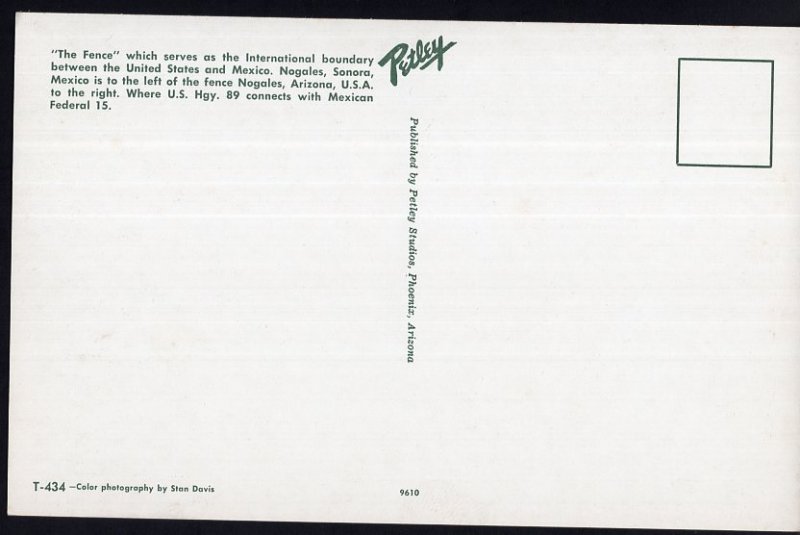 "The Fence" which serves as the International boundary
between the United States and Mexico. Nogales, Sonora,
Mexico is to the left of the fence Nogales, Arizona, U.S.A.
to the right. Where U.S. Hgy. 89 connects with Mexican
Federal 15.
Petley
Published by Petley Studios, Phoenix, Arizona
T-434 —Color photography by Stan Davis
9610